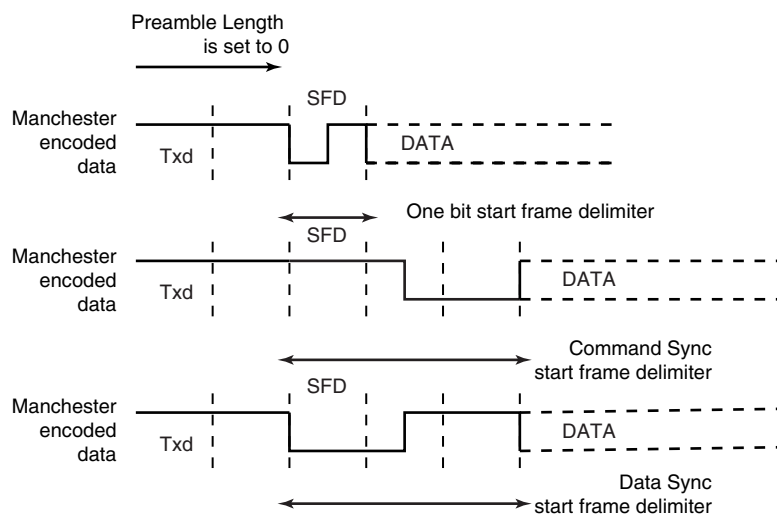 Preamble Length
is set to 0
SFD
Manchester
encoded
data
Txd
DATA
One bit start frame delimiter
SFD
Manchester
encoded
data
Txd
DATA
Command Sync
start frame delimiter
SFD
Manchester
encoded
data
Txd
DATA
Data Sync
start frame delimiter